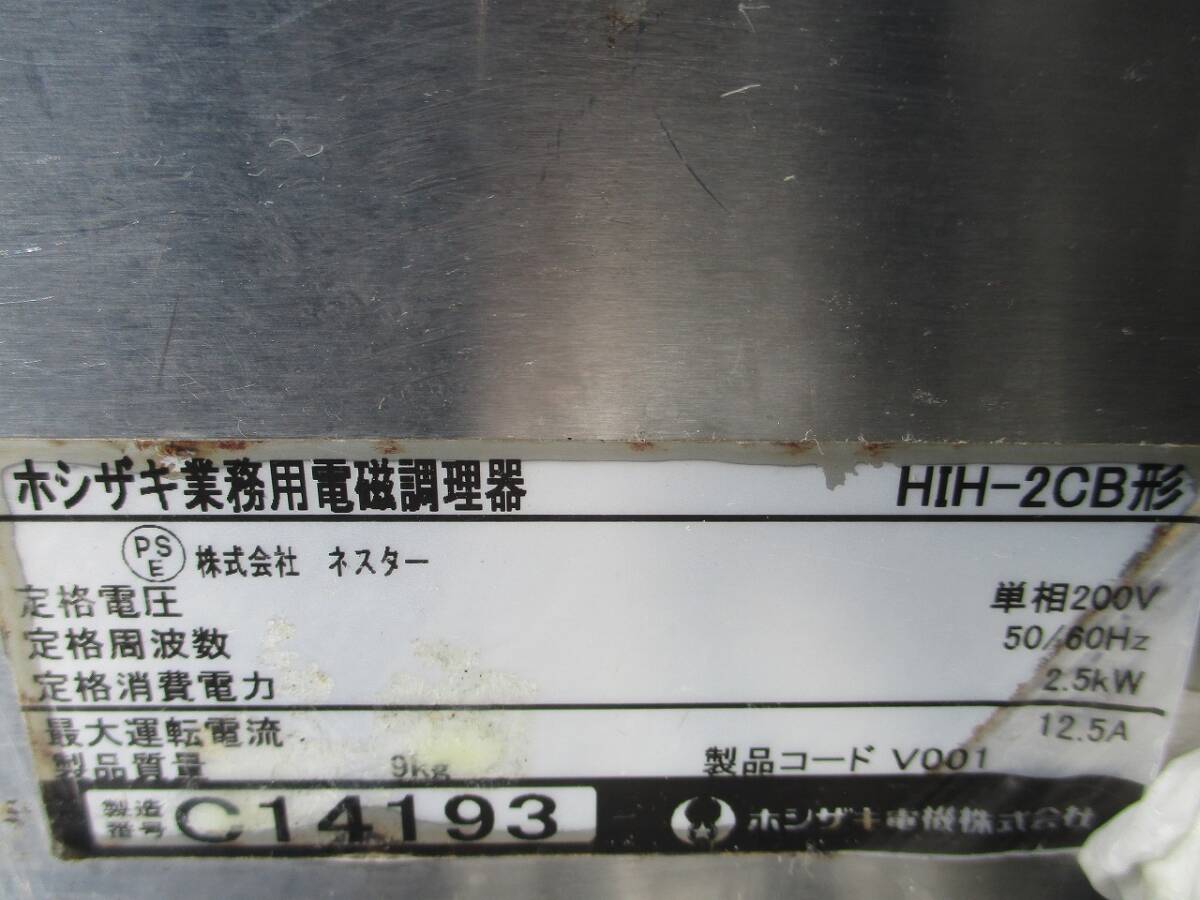 ホシザキ業務用電磁調理器 HIH-2CB形
PSE 株式会社 ネスター
定格電圧 単相200V
定格周波数 50/60Hz
定格消費電力 2.5kW
最大運転電流 12.5A
製品質量 9kg 製品コード V001
製造番号 C14193 ホシザキ電機株式会社